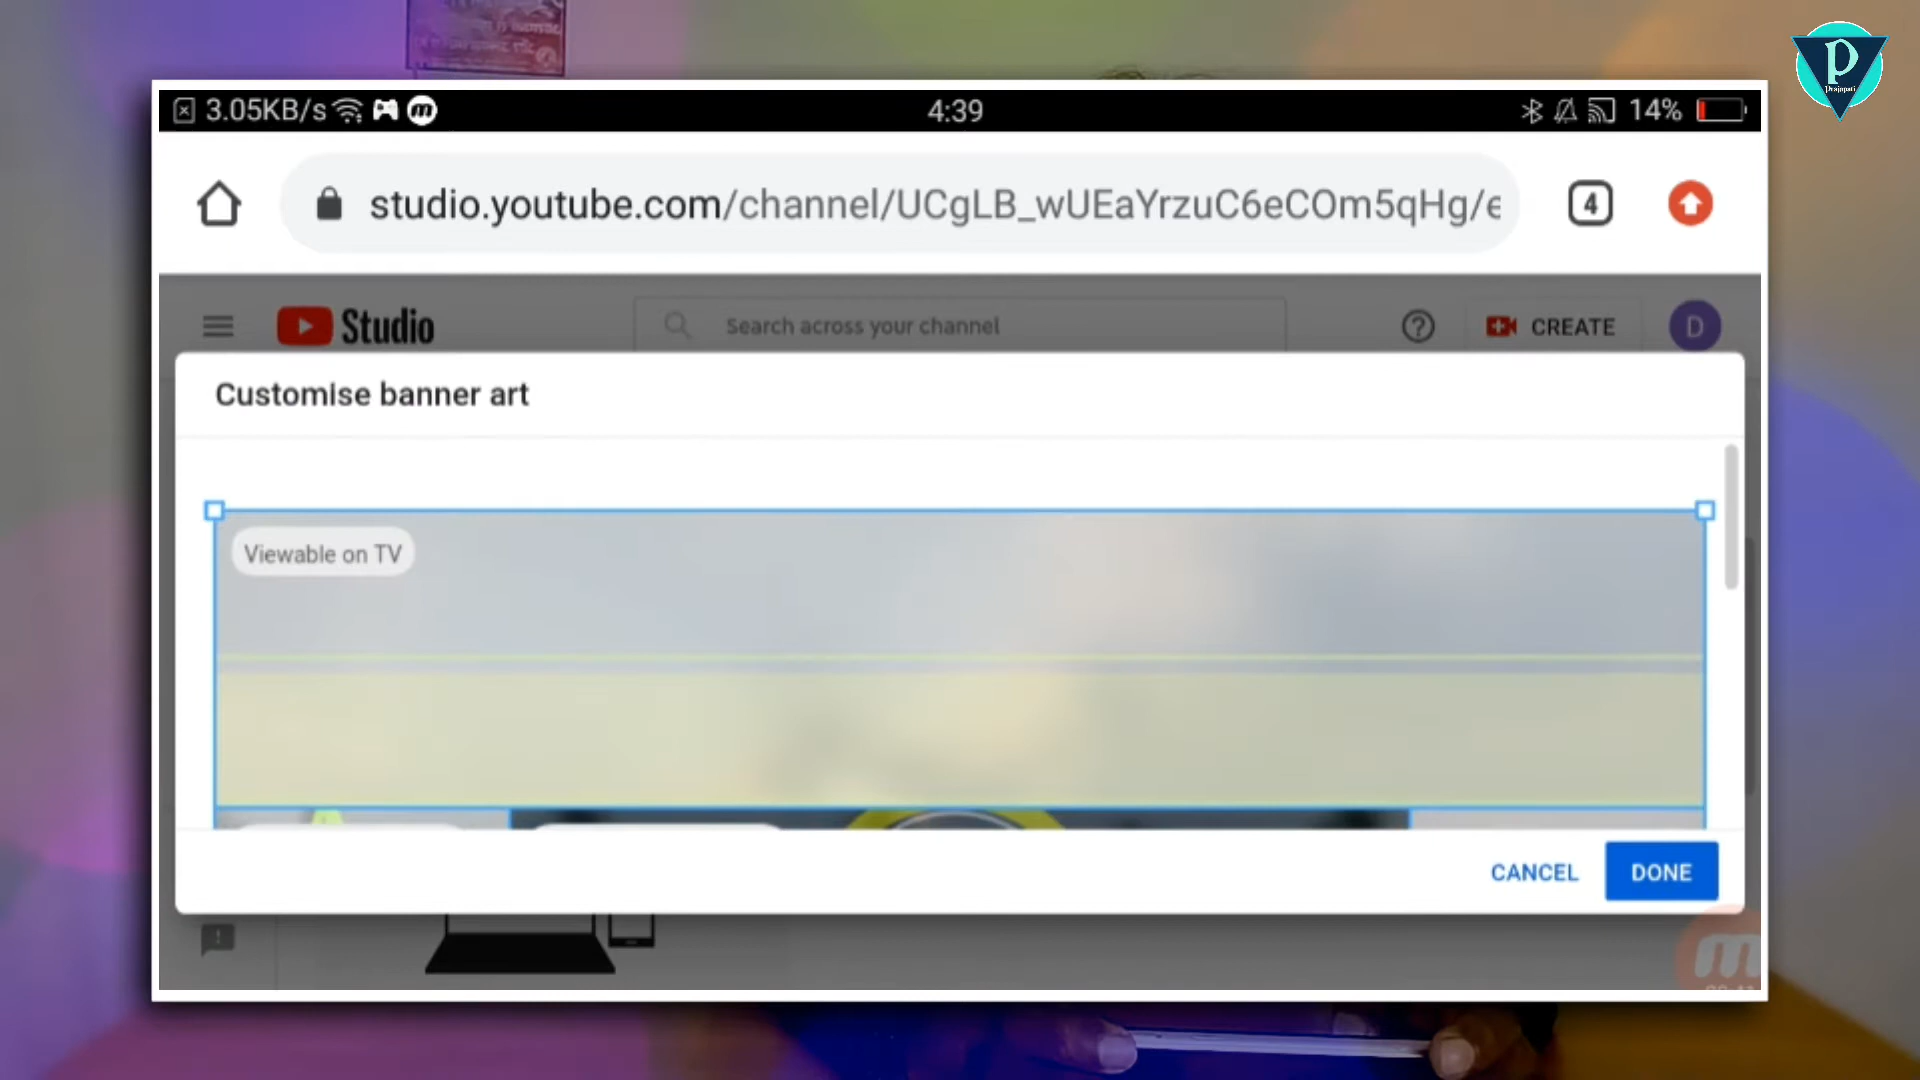 3.05KB/s
4:39
14%
P
Prajapati
studio.youtube.com/channel/UCgLB_wUEaYrzuC6eCOm5qHg/e
4
Studio
Search across your channel
CREATE
D
Customise banner art
Viewable on TV
CANCEL
DONE